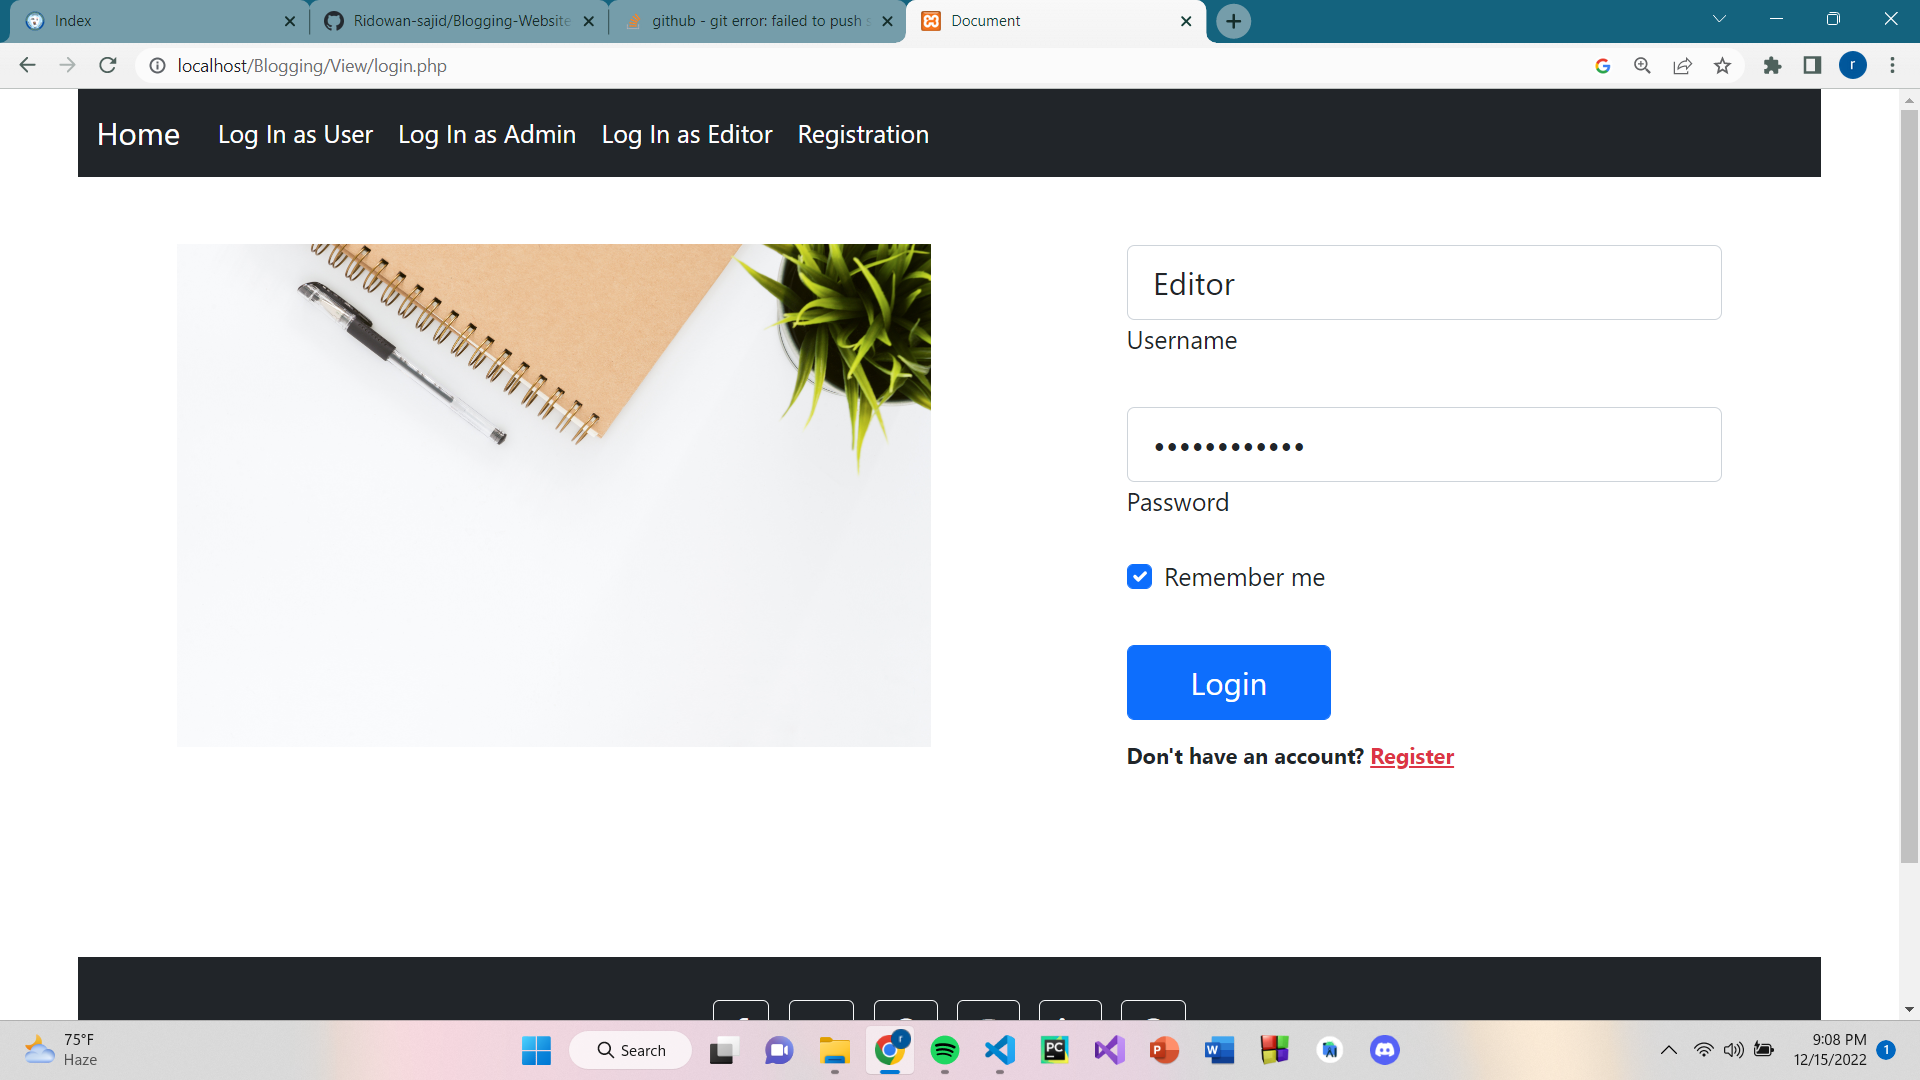 Index
Ridowan-sajid/Blogging-Website
github - git error: failed to push s
Document
localhost/Blogging/View/login.php
r
Home Log In as User Log In as Admin Log In as Editor Registration
Editor
Username
••••••••••••
Password
Remember me
Login
Don't have an account? Register
75°F
Haze
Search
r
PC
P
W
9:08 PM
12/15/2022
1